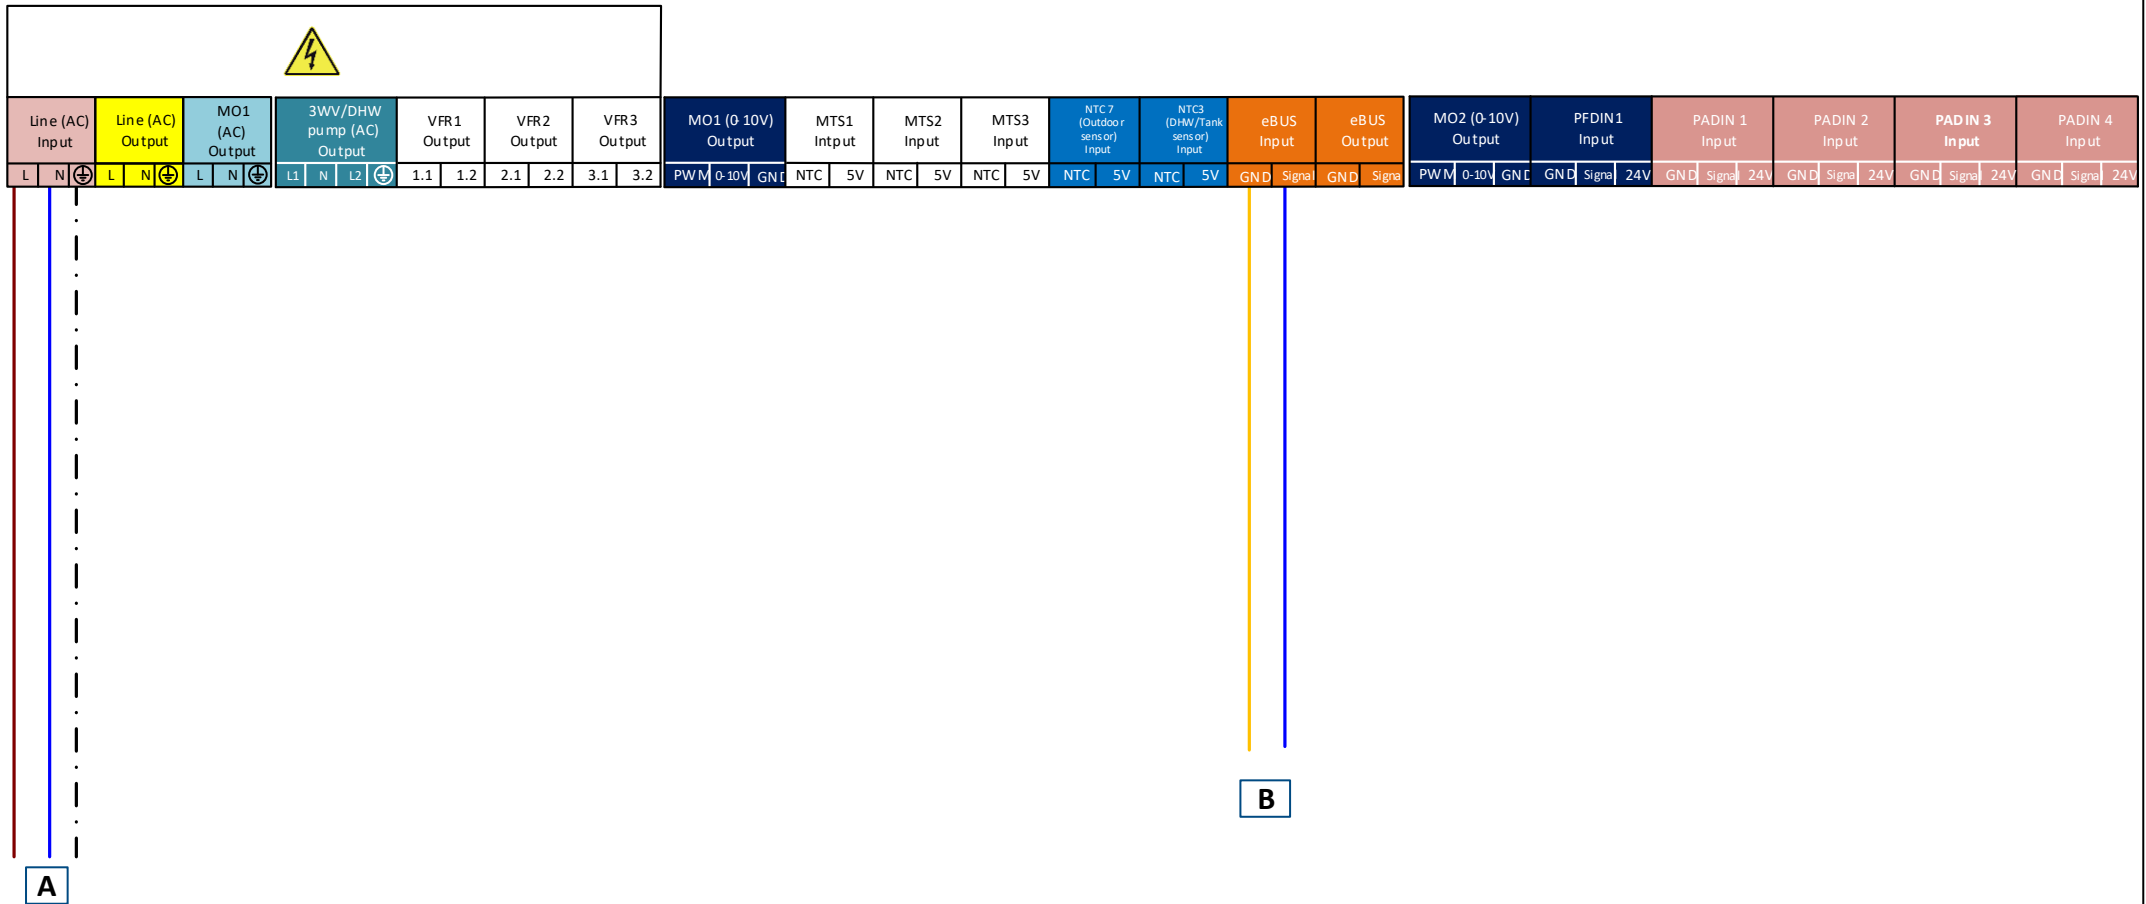 Line (AC)
Input
Line (AC)
Output
MO1
(AC)
Output
3WV/DHW
pump (AC)
Output
VFR1
Output
VFR2
Output
VFR3
Output
MO1 (0-10V)
Output
MTS1
Intput
MTS2
Input
MTS3
Input
NTC 7
(Outdoor
sensor)
Input
NTC3
(DHW/Tank
sensor)
Input
eBUS
Input
eBUS
Output
MO2 (0-10V)
Output
PFDIN1
Input
PADIN 1
Input
PADIN 2
Input
PADIN 3
Input
PADIN 4
Input
L N L N L N L1 N L2 1.1 1.2 2.1 2.2 3.1 3.2 PWM 0-10V GND NTC 5V NTC 5V NTC 5V NTC 5V NTC 5V GND Signal GND Signa PWM 0-10V GND GND Signal 24V GND Signal 24V GND Signal 24V GND Signal 24V GND Signal 24V
B
A